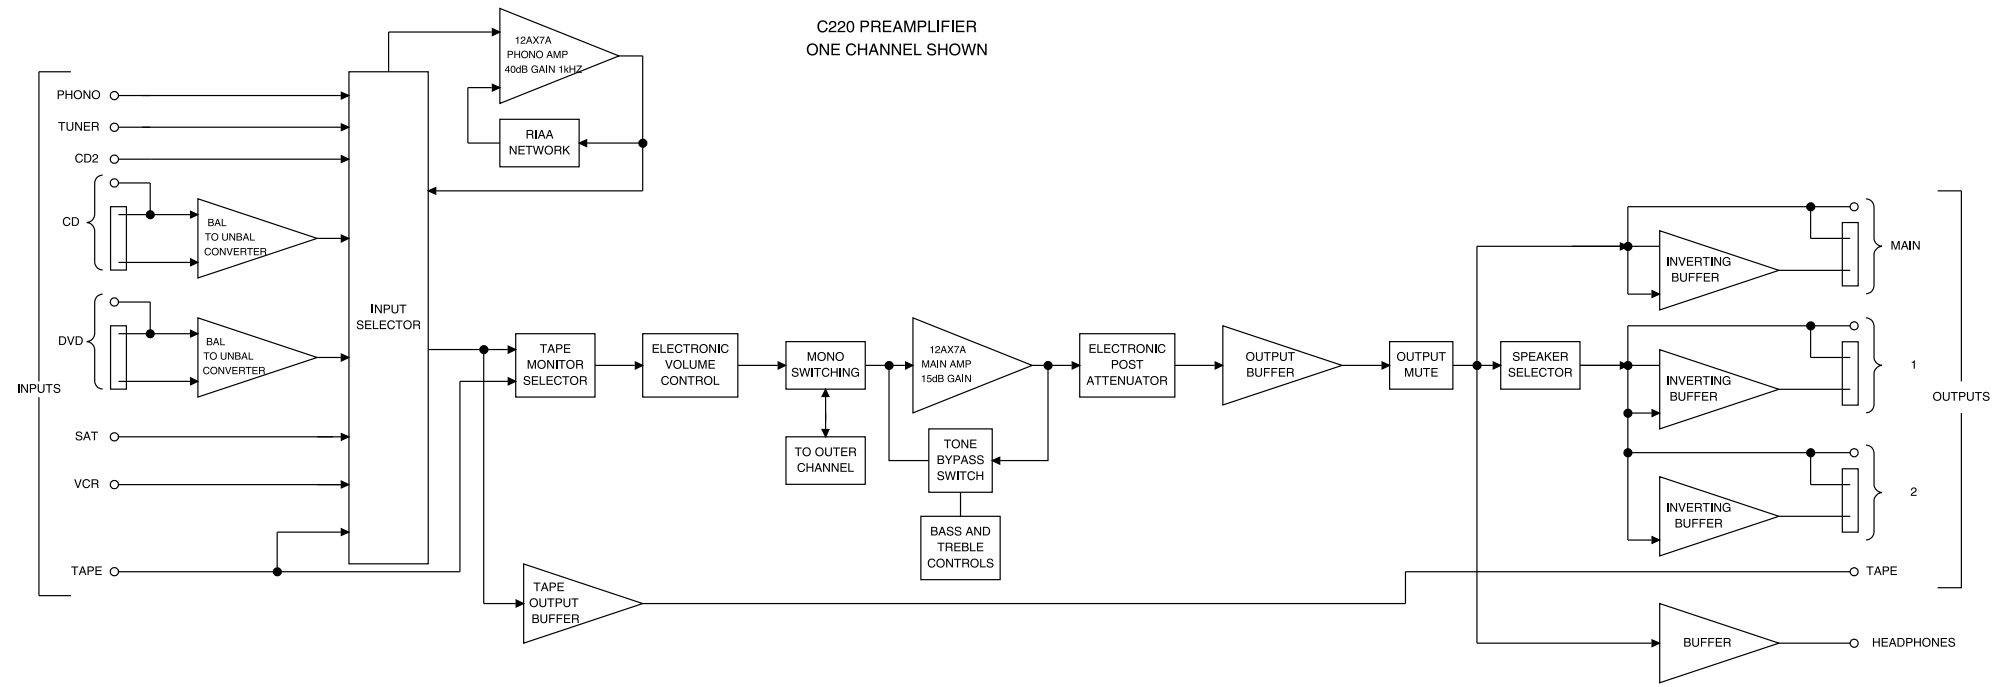 C220 PREAMPLIFIER
ONE CHANNEL SHOWN
INPUTS
PHONO
TUNER
CD2
CD
DVD
SAT
VCR
TAPE
BAL
TO UNBAL
CONVERTER
BAL
TO UNBAL
CONVERTER
INPUT
SELECTOR
12AX7A
PHONO AMP
40dB GAIN 1kHZ
RIAA
NETWORK
TAPE
MONITOR
SELECTOR
ELECTRONIC
VOLUME
CONTROL
MONO
SWITCHING
TO OUTER
CHANNEL
12AX7A
MAIN AMP
15dB GAIN
TONE
BYPASS
SWITCH
BASS AND
TREBLE
CONTROLS
ELECTRONIC
POST
ATTENUATOR
OUTPUT
BUFFER
OUTPUT
MUTE
SPEAKER
SELECTOR
TAPE
OUTPUT
BUFFER
INVERTING
BUFFER
INVERTING
BUFFER
INVERTING
BUFFER
BUFFER
MAIN
1
2
TAPE
HEADPHONES
OUTPUTS